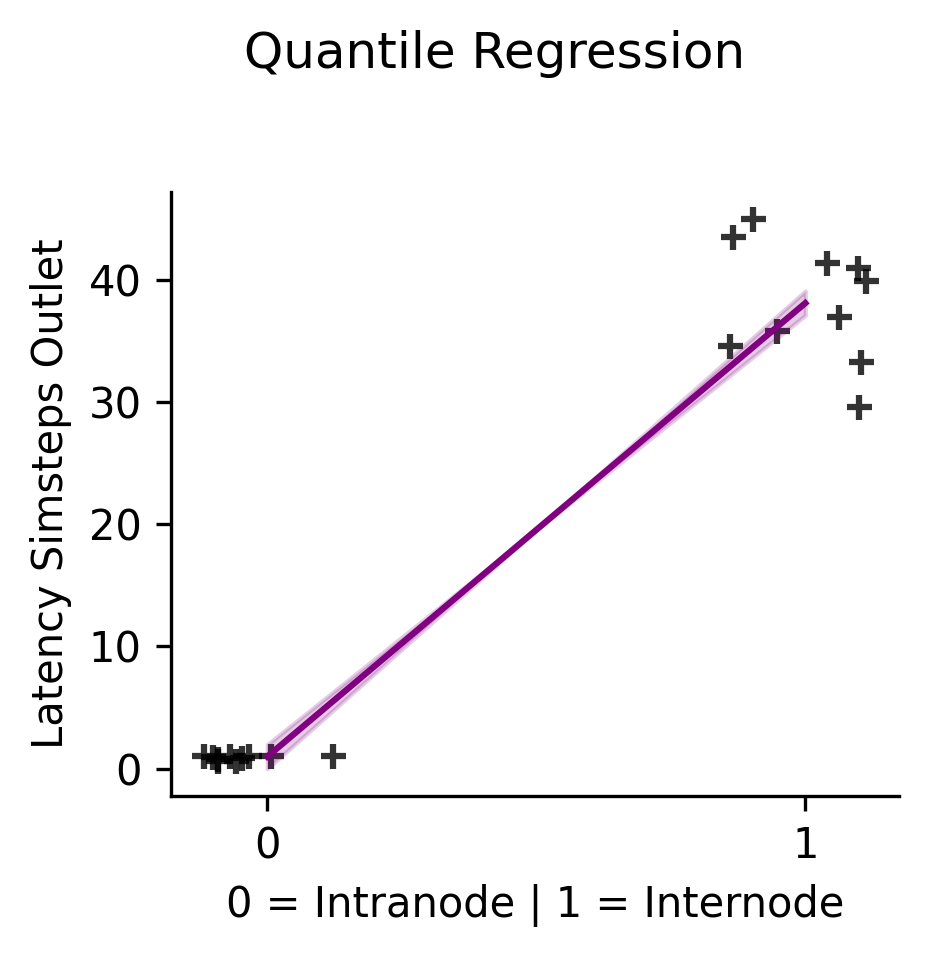 Quantile Regression
Latency Simsteps Outlet
40
30
20
10
0
0 1
0 = Intranode | 1 = Internode